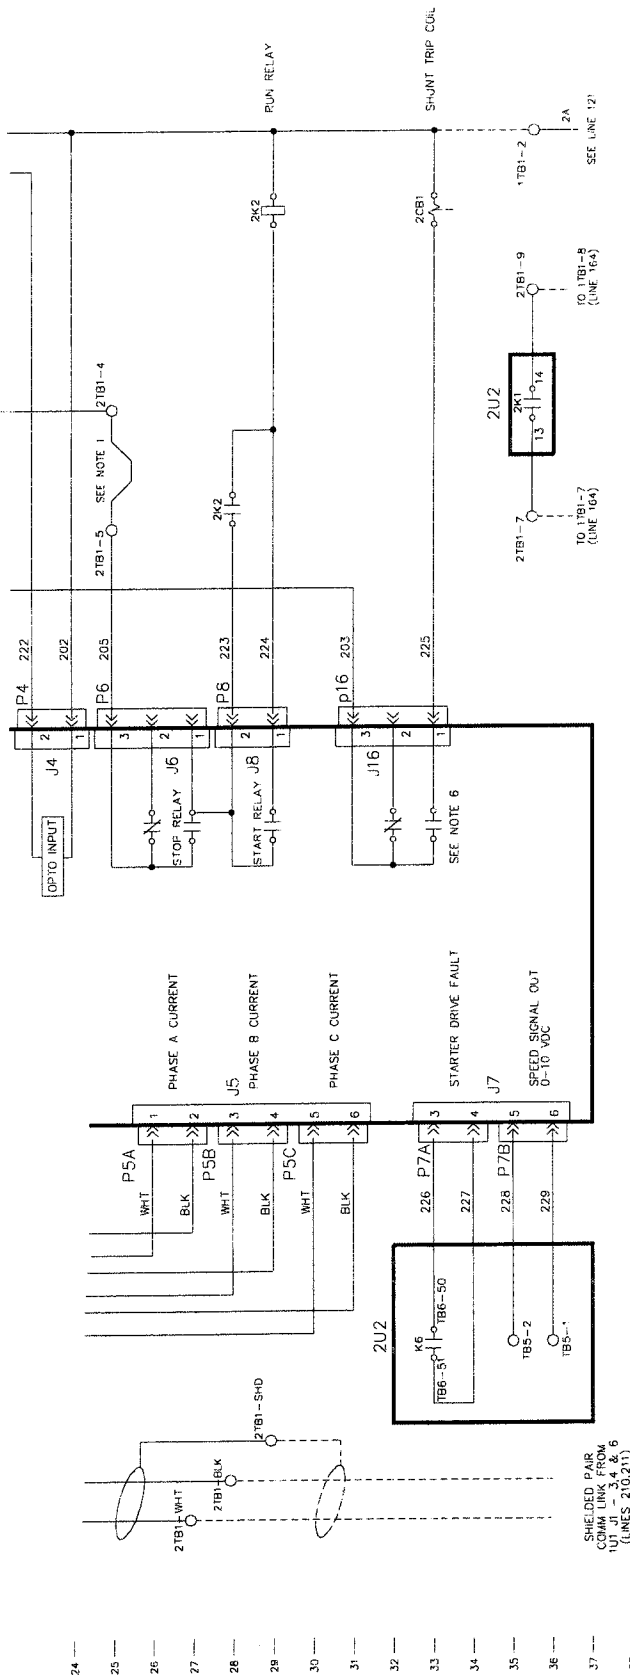 RUN RELAY
SHUNT TRIP COIL
2K2
2CB1
1TB1-2
2A
SEE LINE 121
2TB1-9
TO 1TB1-8
(LINE 164)
2U2
2K1
13
14
2TB1-7
TO 1TB1-7
(LINE 164)
2TB1-4
SEE NOTE 1
2TB1-5
2K2
222
202
205
223
224
203
225
P4
P6
P8
p16
2
1
3
2
1
2
1
3
2
1
J4
J6
J8
J16
OPTO INPUT
STOP RELAY
START RELAY
SEE NOTE 6
PHASE A CURRENT
PHASE B CURRENT
PHASE C CURRENT
STARTER DRIVE FAULT
SPEED SIGNAL OUT
0-10 VDC
J5
J7
1
2
3
4
5
6
3
4
5
6
P5A
P5B
P5C
P7A
P7B
WHT
BLK
WHT
BLK
WHT
BLK
226
227
228
229
2U2
K6
TB6-50
TB6-51
TB5-2
TB5-1
2TB1-SHD
2TB1-BLK
2TB1-WHT
SHIELDED PAIR
COMM LINK FROM
1U1 J1 - 3,4 & 6
(LINES 210,211)
24
25
26
27
28
29
30
31
32
33
34
35
36
37